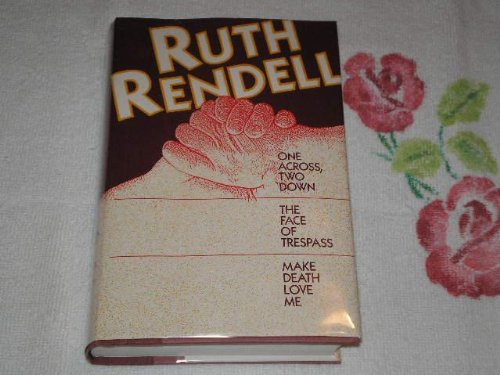 RUTH
RENDELL
ONE
ACROSS,
TWO
DOWN
THE
FACE
OF
TRESPASS
MAKE
DEATH
LOVE
ME